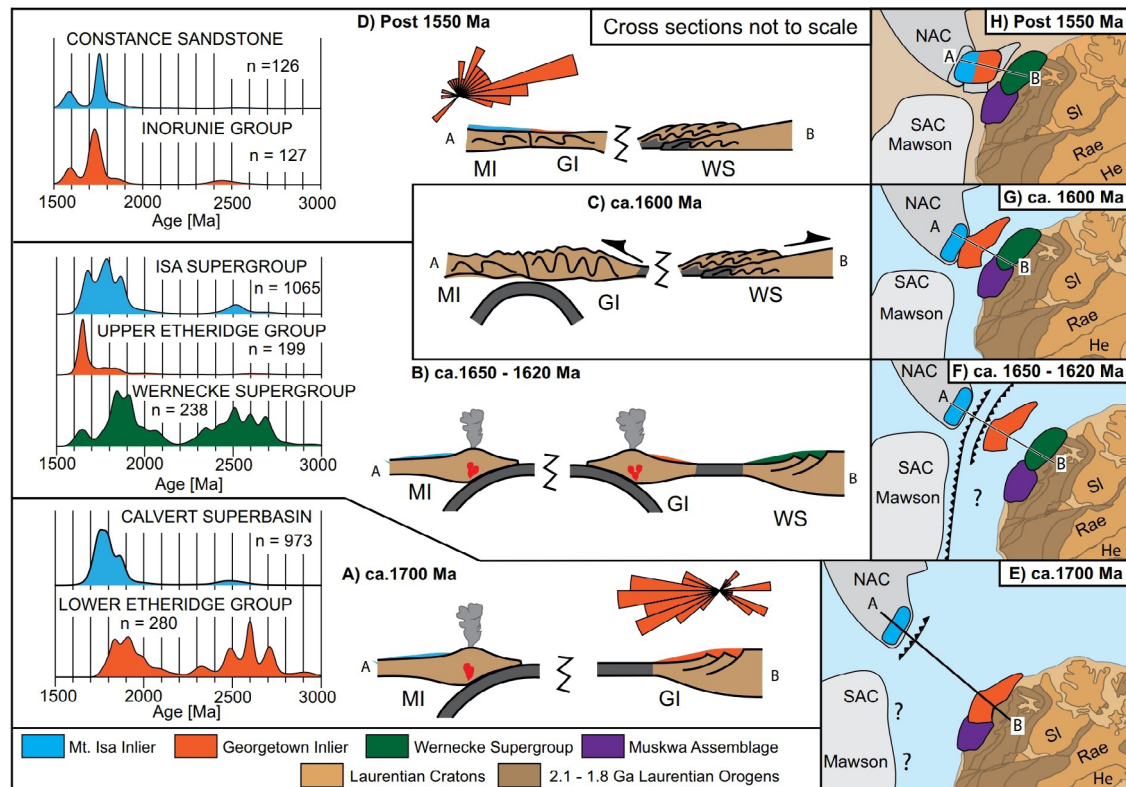 CONSTANCE SANDSTONE
n =126
INORUNIE GROUP
n = 127
1500 2000 2500 3000
Age [Ma]
D) Post 1550 Ma
Cross sections not to scale
A
B
MI
GI
WS
H) Post 1550 Ma
NAC
A
B
SAC
Mawson
SI
Rae
He
C) ca.1600 Ma
A
B
MI
GI
WS
G) ca. 1600 Ma
NAC
A
B
SAC
Mawson
SI
Rae
He
ISA SUPERGROUP
n = 1065
UPPER ETHERIDGE GROUP
n = 199
WERNECKE SUPERGROUP
n = 238
1500 2000 2500 3000
Age [Ma]
B) ca.1650 - 1620 Ma
A
B
MI
GI
WS
F) ca. 1650 - 1620 Ma
NAC
A
B
SAC
Mawson
?
SI
Rae
He
CALVERT SUPERBASIN
n = 973
LOWER ETHERIDGE GROUP
n = 280
1500 2000 2500 3000
Age [Ma]
A) ca.1700 Ma
A
B
MI
GI
E) ca.1700 Ma
NAC
A
B
SAC
?
Mawson
?
SI
Rae
He
Mt. Isa Inlier
Georgetown Inlier
Wernecke Supergroup
Muskwa Assemblage
Laurentian Cratons
2.1 - 1.8 Ga Laurentian Orogens